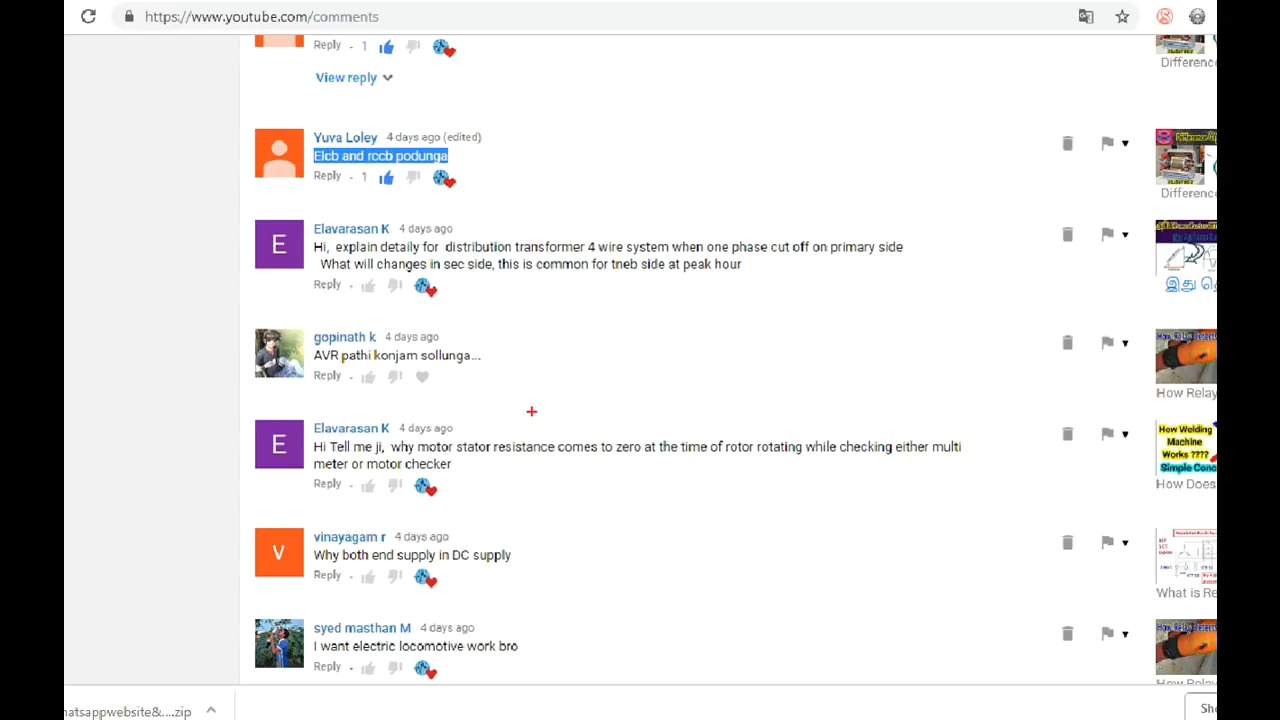 https://www.youtube.com/comments
Reply - 1
View reply
Difference
Yuva Loley 4 days ago (edited)
Elcb and rccb podunga
Reply - 1
Difference
Elavarasan K 4 days ago
Hi, explain detaily for distribution transformer 4 wire system when one phase cut off on primary side
What will changes in sec side, this is common for tneb side at peak hour
Reply -
இது
gopinath k 4 days ago
AVR pathi konjam sollunga...
Reply -
How Relay
Elavarasan K 4 days ago
Hi Tell me ji, why motor stator resistance comes to zero at the time of rotor rotating while checking either multi
meter or motor checker
Reply -
E
E
How Welding
Machine
Works ????
Simple Conc
How Does
vinayagam r 4 days ago
Why both end supply in DC supply
Reply -
V
What is Re
syed masthan M 4 days ago
I want electric locomotive work bro
Reply -
hatsappwebsite&....zip
Sho